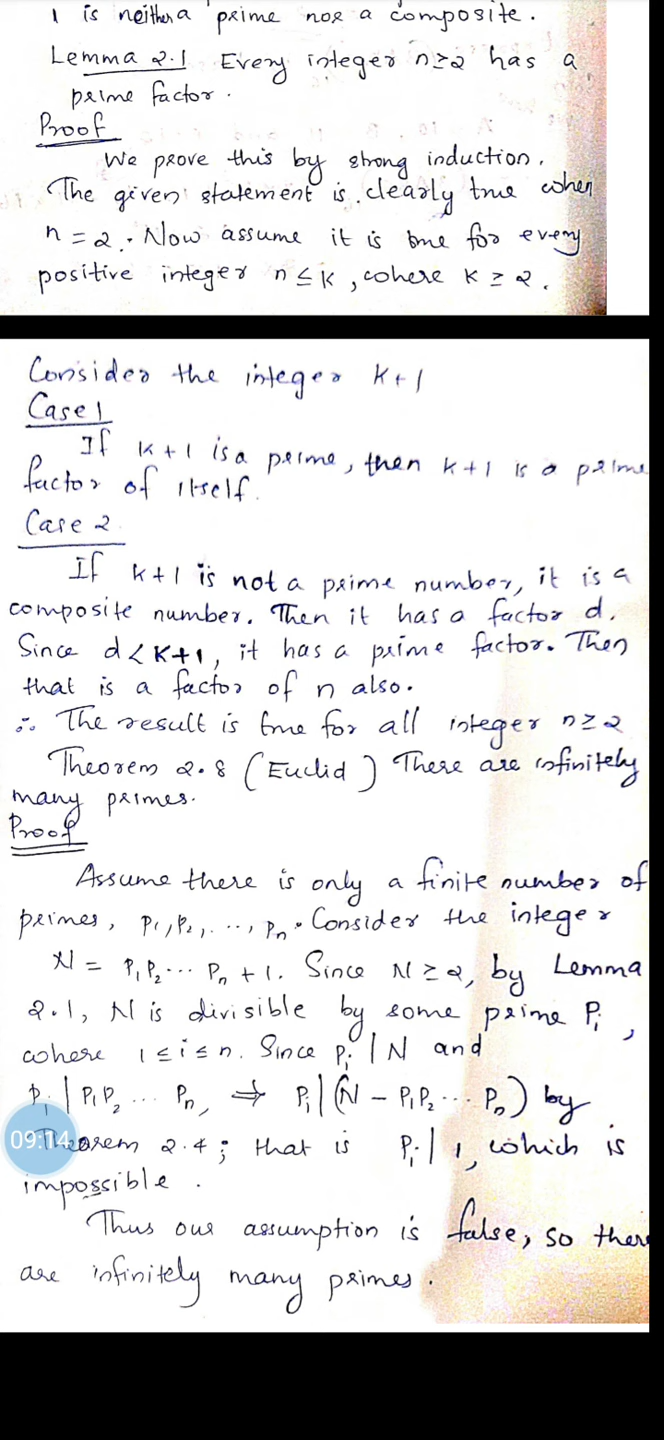 1 is neither a prime nor a composite.
Lemma 2.1 Every integer n≥2 has a
prime factor.
Proof
We prove this by strong induction.
The given statement is clearly true when
n = 2. Now assume it is true for every
positive integer n ≤ k, where k ≥ 2.
Consider the integer k+1
Case 1
If k+1 is a prime, then k+1 is a prime
factor of itself.
Case 2
If k+1 is not a prime number, it is a
composite number. Then it has a factor d.
Since d < k+1, it has a prime factor. Then
that is a factor of n also.
∴ The result is true for all integer n ≥ 2
Theorem 2.8 (Euclid) There are infinitely
many primes.
Proof
Assume there is only a finite number of
primes, P₁, P₂, ..., Pₙ. Consider the integer
N = P₁P₂... Pₙ + 1. Since N ≥ 2, by Lemma
2.1, N is divisible by some prime Pᵢ,
where 1 ≤ i ≤ n. Since Pᵢ | N and
Pᵢ | P₁P₂ ... Pₙ, ⇒ Pᵢ | (N - P₁P₂ ... Pₙ) by
09:14 Theorem 2.4; that is Pᵢ | 1, which is
impossible.
Thus our assumption is false, so there
are infinitely many primes.